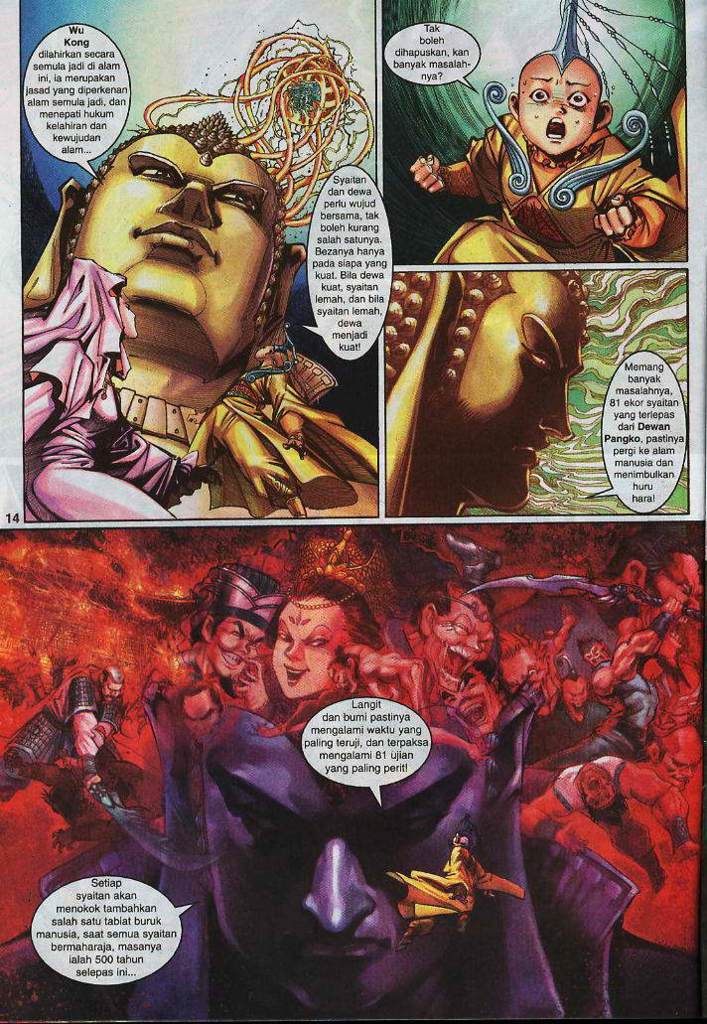 Wu
Kong
dilahirkan secara
semula jadi di alam
ini, ia merupakan
jasad yang diperkenan
alam semula jadi, dan
menepati hukum
kelahiran dan
kewujudan
alam...
Syaitan
dan dewa
perlu wujud
bersama, tak
boleh kurang
salah satunya.
Bezanya hanya
pada siapa yang
kuat. Bila dewa
kuat, syaitan
lemah, dan bila
syaitan lemah,
dewa
menjadi
kuat!
Tak
boleh
dihapuskan, kan
banyak masalah-
nya?
Memang
banyak
masalahnya,
81 ekor syaitan
yang terlepas
dari Dewan
Pangko, pastinya
pergi ke alam
manusia dan
menimbulkan
huru
hara!
14
Langit
dan bumi pastinya
mengalami waktu yang
paling teruji, dan terpaksa
mengalami 81 ujian
yang paling perit!
Setiap
syaitan akan
menokok tambahkan
salah satu tabiat buruk
manusia, saat semua syaitan
bermaharaja, masanya
ialah 500 tahun
selepas ini...